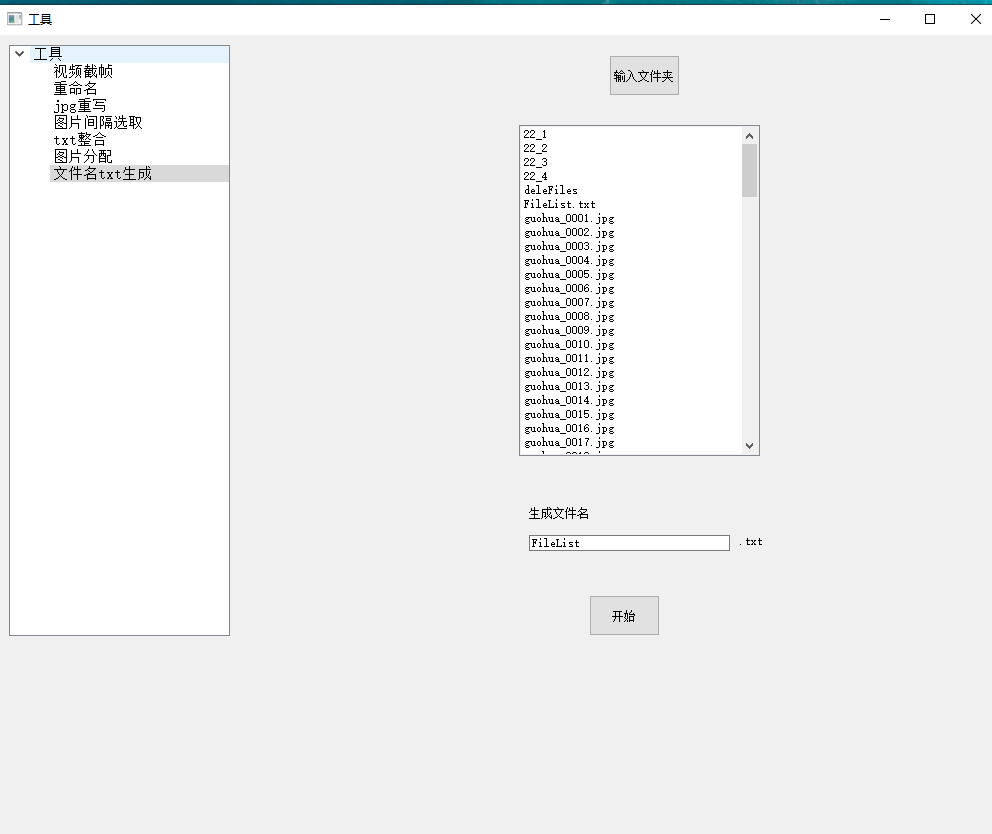 工具
工具
视频截帧
重命名
jpg重写
图片间隔选取
txt整合
图片分配
文件名txt生成
输入文件夹
22_1
22_2
22_3
22_4
deleFiles
FileList.txt
guohua_0001.jpg
guohua_0002.jpg
guohua_0003.jpg
guohua_0004.jpg
guohua_0005.jpg
guohua_0006.jpg
guohua_0007.jpg
guohua_0008.jpg
guohua_0009.jpg
guohua_0010.jpg
guohua_0011.jpg
guohua_0012.jpg
guohua_0013.jpg
guohua_0014.jpg
guohua_0015.jpg
guohua_0016.jpg
guohua_0017.jpg
生成文件名
FileList .txt
开始